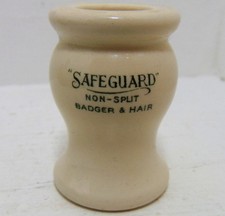 "SAFEGUARD"
NON-SPLIT
BADGER & HAIR